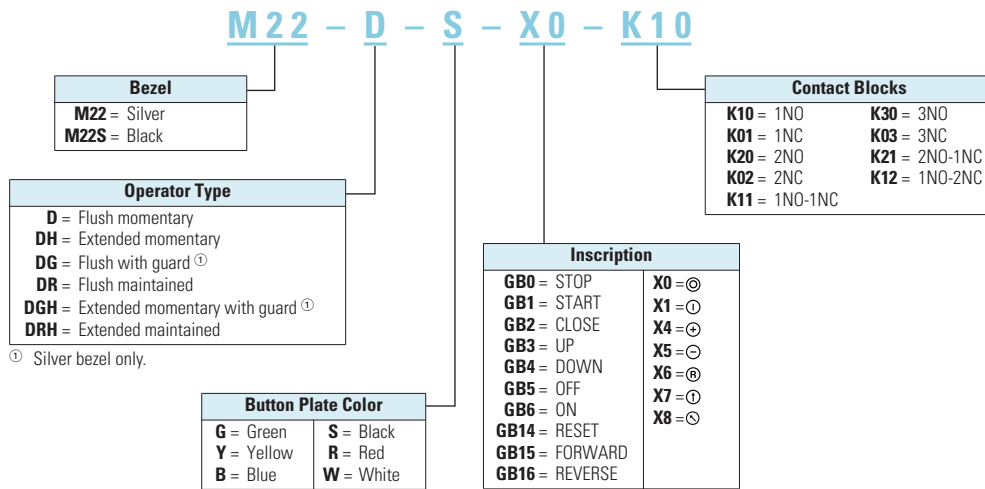 M22 – D – S – X0 – K10
Bezel
M22 = Silver
M22S = Black
Contact Blocks
K10 = 1NO
K01 = 1NC
K20 = 2NO
K02 = 2NC
K11 = 1NO-1NC
K30 = 3NO
K03 = 3NC
K21 = 2NO-1NC
K12 = 1NO-2NC
Operator Type
D = Flush momentary
DH = Extended momentary
DG = Flush with guard ①
DR = Flush maintained
DGH = Extended momentary with guard ①
DRH = Extended maintained
① Silver bezel only.
Inscription
GB0 = STOP
GB1 = START
GB2 = CLOSE
GB3 = UP
GB4 = DOWN
GB5 = OFF
GB6 = ON
GB14 = RESET
GB15 = FORWARD
GB16 = REVERSE
X0 =
X1 =
X4 = ⊕
X5 = ⊖
X6 = Ⓡ
X7 =
X8 =
Button Plate Color
G = Green
Y = Yellow
B = Blue
S = Black
R = Red
W = White